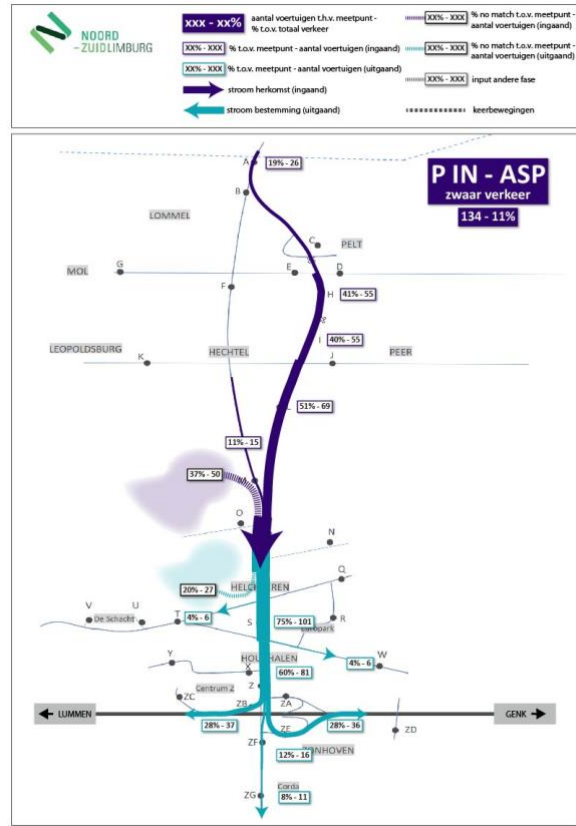 NOORD
-ZUIDLIMBURG
xxx - xx%
aantal voertuigen t.h.v. meetpunt -
% t.o.v. totaal verkeer
XX% - XXX
% t.o.v. meetpunt - aantal voertuigen (ingaand)
XX% - XXX
% t.o.v. meetpunt - aantal voertuigen (uitgaand)
stroom herkomst (ingaand)
stroom bestemming (uitgaand)
XX% - XXX
% no match t.o.v. meetpunt -
aantal voertuigen (ingaand)
XX% - XXX
% no match t.o.v. meetpunt -
aantal voertuigen (uitgaand)
XX% - XXX
input andere fase
keerbewegingen
P IN - ASP
zwaar verkeer
134 - 11%
A
19% - 26
B
LOMMEL
C
PELT
MOL
G
E
D
F
H
41% - 55
I
40% - 55
LEOPOLDSBURG
K
HECHTEL
J
PEER
51% - 69
11% - 15
37% - 50
O
N
Q
20% - 27
V
U
T
De Schacht
4% - 6
S
75% - 101
R
Europark
Y
X
60% - 81
4% - 6
W
Centrum Z
Z
ZC
ZB
ZA
LUMMEN
GENK
28% - 37
ZE
28% - 36
ZD
ZF
12% - 16
ZG
8% - 11
Corda